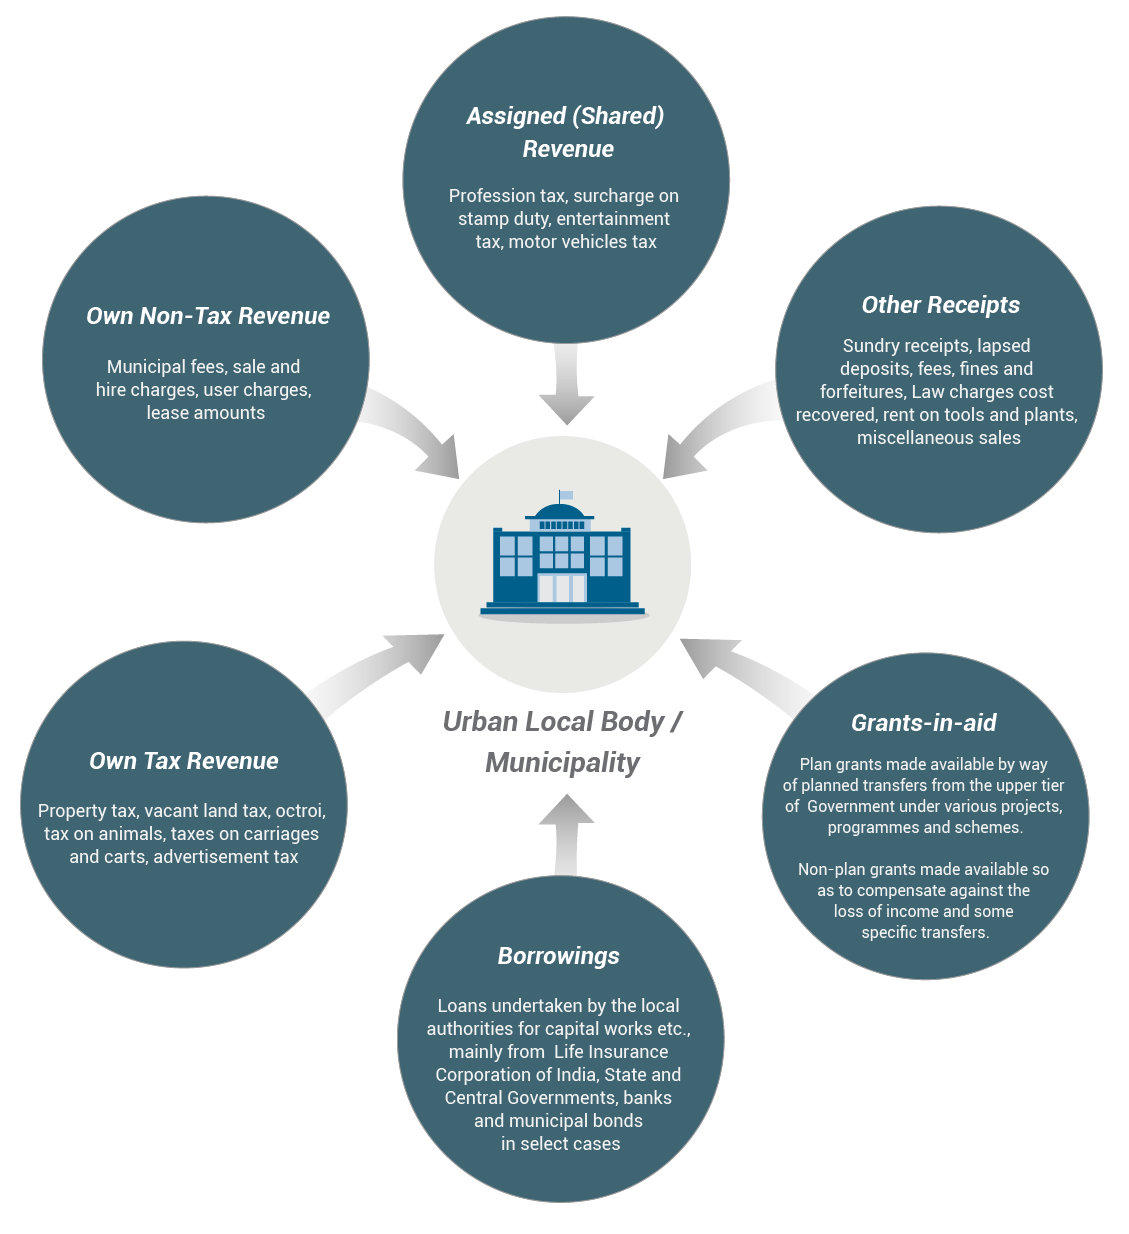 Assigned (Shared)
Revenue
Profession tax, surcharge on
stamp duty, entertainment
tax, motor vehicles tax
Own Non-Tax Revenue
Municipal fees, sale and
hire charges, user charges,
lease amounts
Other Receipts
Sundry receipts, lapsed
deposits, fees, fines and
forfeitures, Law charges cost
recovered, rent on tools and plants,
miscellaneous sales
Urban Local Body /
Municipality
Own Tax Revenue
Property tax, vacant land tax, octroi,
tax on animals, taxes on carriages
and carts, advertisement tax
Grants-in-aid
Plan grants made available by way
of planned transfers from the upper tier
of Government under various projects,
programmes and schemes.
Non-plan grants made available so
as to compensate against the
loss of income and some
specific transfers.
Borrowings
Loans undertaken by the local
authorities for capital works etc.,
mainly from Life Insurance
Corporation of India, State and
Central Governments, banks
and municipal bonds
in select cases